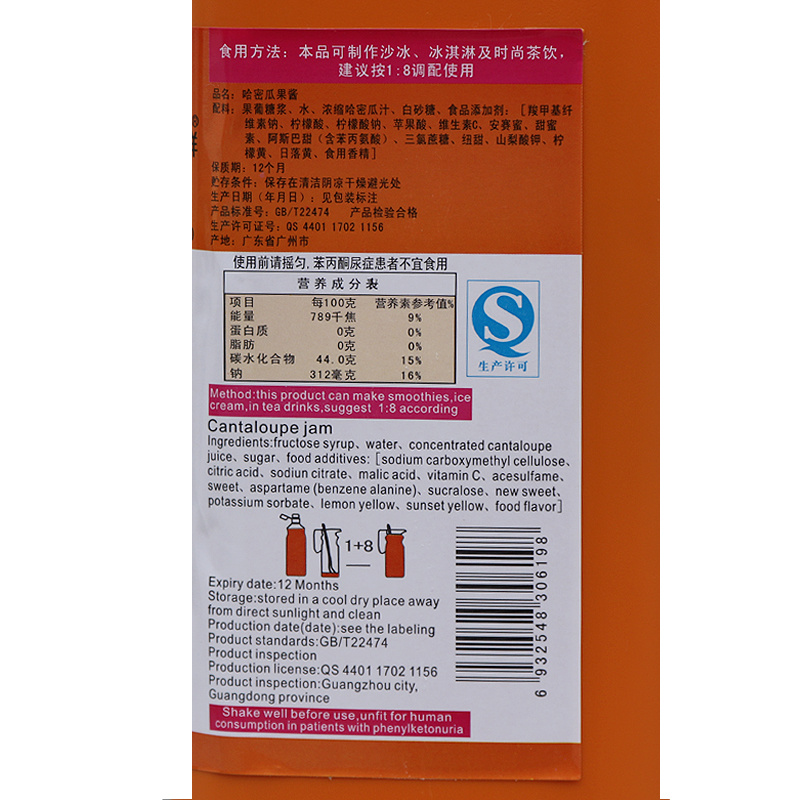 食用方法：本品可制作沙冰、冰淇淋及时尚茶饮，
建议按1:8调配使用
品名：哈密瓜果酱
配料：果葡糖浆、水、浓缩哈密瓜汁、白砂糖、食品添加剂：[羧甲基纤
维素钠、柠檬酸、柠檬酸钠、苹果酸、维生素C、安赛蜜、甜蜜
素、阿斯巴甜（含苯丙氨酸）、三氯蔗糖、纽甜、山梨酸钾、柠
檬黄、日落黄、食用香精]
保质期：12个月
贮存条件：保存在清洁阴凉干燥避光处
生产日期（年月日）：见包装标注
产品标准号：GB/T22474 产品检验合格
生产许可证号：QS 4401 1702 1156
产地：广东省广州市
使用前请摇匀，苯丙酮尿症患者不宜食用
营养成分表
项目 每100克 营养素参考值%
能量 789千焦 9%
蛋白质 0克 0%
脂肪 0克 0%
碳水化合物 44.0克 15%
钠 312毫克 16%
生产许可
Method:this product can make smoothies,ice
cream,in tea drinks,suggest 1:8 according
Cantaloupe jam
Ingredients:fructose syrup、water、concentrated cantaloupe
juice、sugar、food additives:[sodium carboxymethyl cellulose、
citric acid、sodiun citrate、malic acid、vitamin C、acesulfame、
sweet、aspartame (benzene alanine)、sucralose、new sweet、
potassium sorbate、lemon yellow、sunset yellow、food flavor]
1+8
Expiry date:12 Months
Storage:stored in a cool dry place away
from direct sunlight and clean
Production date(date):see the labeling
Product standards:GB/T22474
Product inspection
Production license:QS 4401 1702 1156
Product inspection:Guangzhou city,
Guangdong province
6 932548 306198
Shake well before use,unfit for human
consumption in patients with phenylketonuria